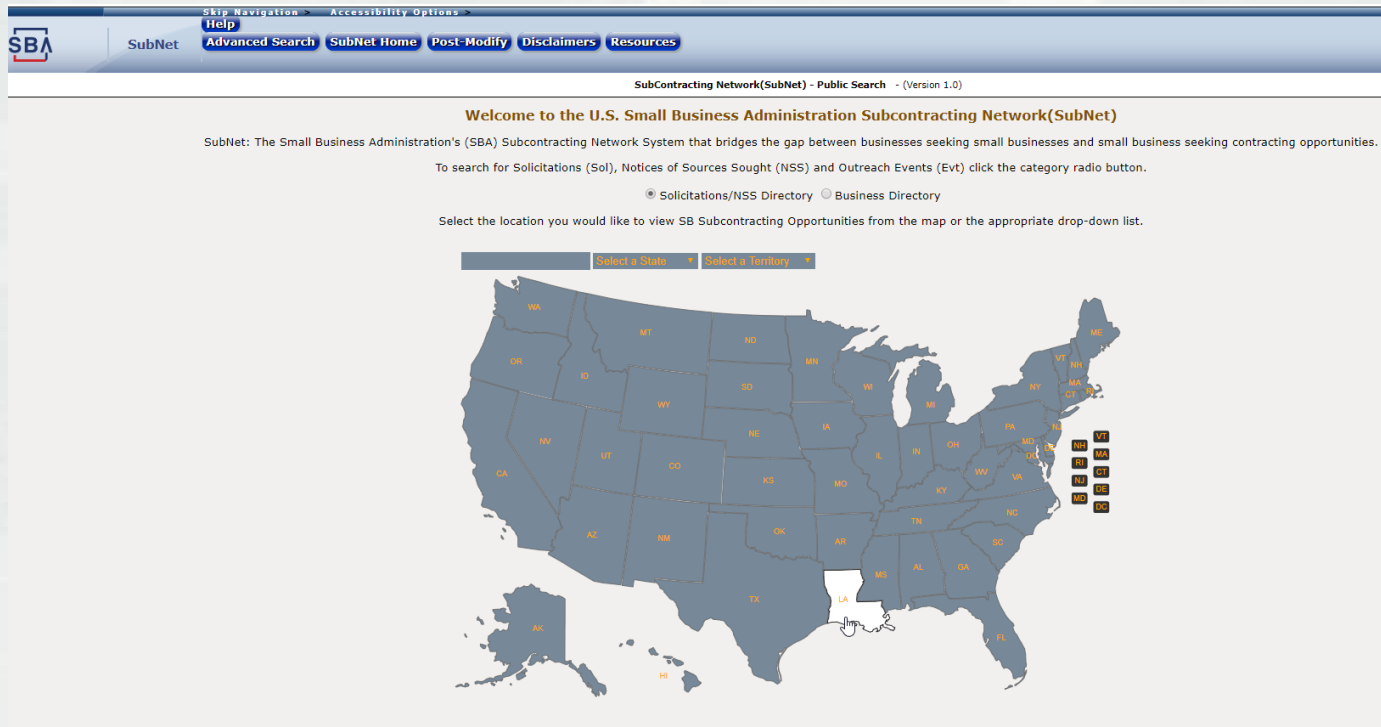 Skip Navigation > Accessibility Options >
Help
SBA
SubNet
Advanced Search SubNet Home Post-Modify Disclaimers Resources
SubContracting Network(SubNet) - Public Search - (Version 1.0)
Welcome to the U.S. Small Business Administration Subcontracting Network(SubNet)
SubNet: The Small Business Administration's (SBA) Subcontracting Network System that bridges the gap between businesses seeking small businesses and small business seeking contracting opportunities.
To search for Solicitations (Sol), Notices of Sources Sought (NSS) and Outreach Events (Evt) click the category radio button.
Solicitations/NSS Directory Business Directory
Select the location you would like to view SB Subcontracting Opportunities from the map or the appropriate drop-down list.
Select a State Select a Territory
WA
MT
ND
ME
OR
ID
MN
VT
NH
SD
WI
NY
MA
CT
RI
WY
MI
NE
IA
PA
NJ
NV
UT
CO
IL
IN
OH
MD
DE
DC
CA
KS
MO
WV
VA
KY
NH VT
RI MA
NJ CT
MD DE
DC
AZ
NM
OK
AR
TN
NC
SC
MS
AL
GA
TX
LA
FL
AK
HI